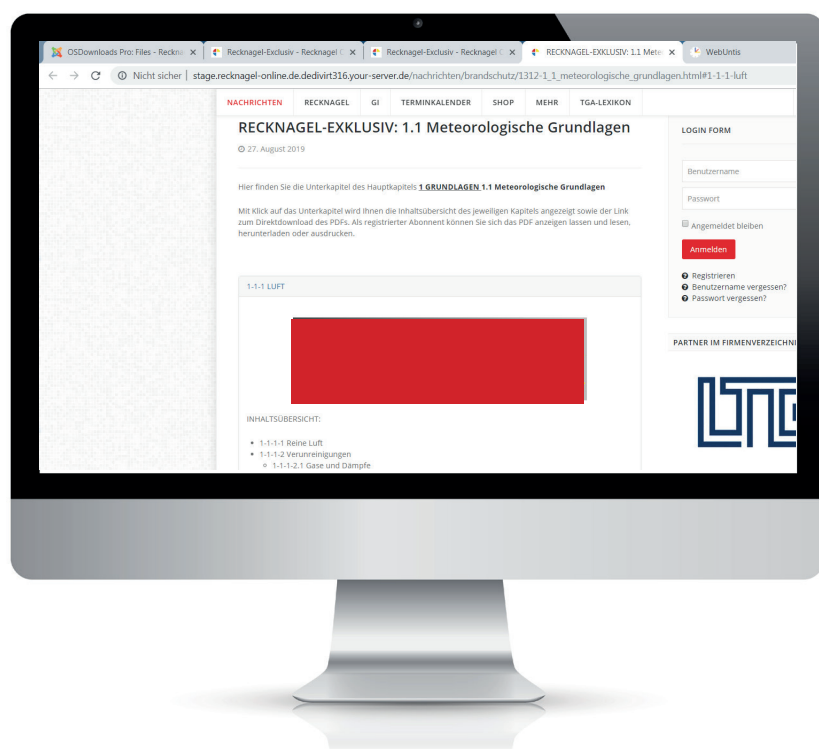 OSDownloads Pro: Files - Reckna
Recknagel-Exclusiv - Recknagel
Recknagel-Exclusiv - Recknagel
RECKNAGEL-EXKLUSIV: 1.1 Mete
WebUntis
Nicht sicher | stage.recknagel-online.de.dedivirt316.your-server.de/nachrichten/brandschutz/1312-1_1_meteorologische_grundlagen.html#1-1-1-luft
NACHRICHTEN RECKNAGEL GI TERMINKALENDER SHOP MEHR TGA-LEXIKON
RECKNAGEL-EXKLUSIV: 1.1 Meteorologische Grundlagen
27. August 2019
Hier finden Sie die Unterkapitel des Hauptkapitels 1 GRUNDLAGEN 1.1 Meteorologische Grundlagen
Mit Klick auf das Unterkapitel wird Ihnen die Inhaltsübersicht des jeweiligen Kapitels angezeigt sowie der Link
zum Direktdownload des PDFs. Als registrierter Abonnent können Sie sich das PDF anzeigen lassen und lesen,
herunterladen oder ausdrucken.
1-1-1 LUFT
INHALTSÜBERSICHT:
1-1-1-1 Reine Luft
1-1-1-2 Verunreinigungen
1-1-1-2.1 Gase und Dämpfe
LOGIN FORM
Benutzername
Passwort
Angemeldet bleiben
Anmelden
Registrieren
Benutzername vergessen?
Passwort vergessen?
PARTNER IM FIRMENVERZEICHNI